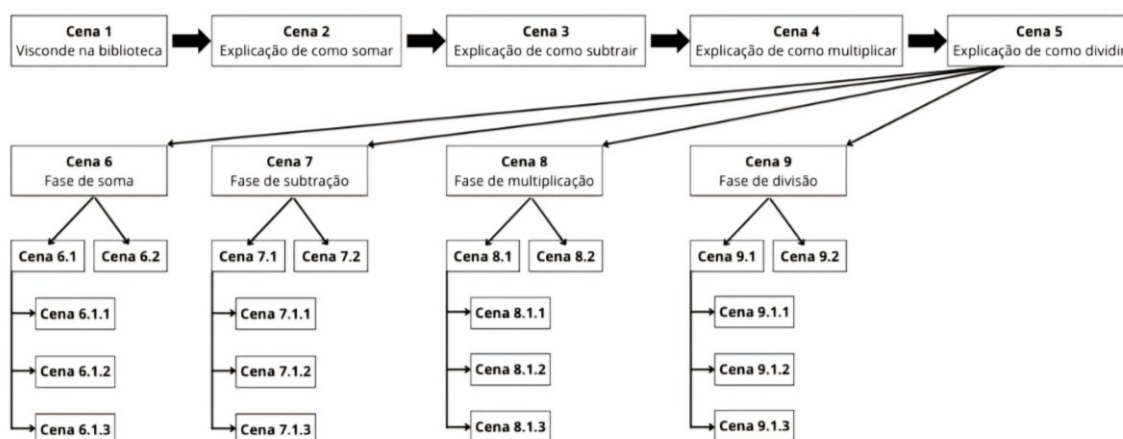 Cena 1
Visconde na biblioteca
Cena 2
Explicação de como somar
Cena 3
Explicação de como subtrair
Cena 4
Explicação de como multiplicar
Cena 5
Explicação de como dividir
Cena 6
Fase de soma
Cena 7
Fase de subtração
Cena 8
Fase de multiplicação
Cena 9
Fase de divisão
Cena 6.1
Cena 6.2
Cena 7.1
Cena 7.2
Cena 8.1
Cena 8.2
Cena 9.1
Cena 9.2
Cena 6.1.1
Cena 7.1.1
Cena 8.1.1
Cena 9.1.1
Cena 6.1.2
Cena 7.1.2
Cena 8.1.2
Cena 9.1.2
Cena 6.1.3
Cena 7.1.3
Cena 8.1.3
Cena 9.1.3